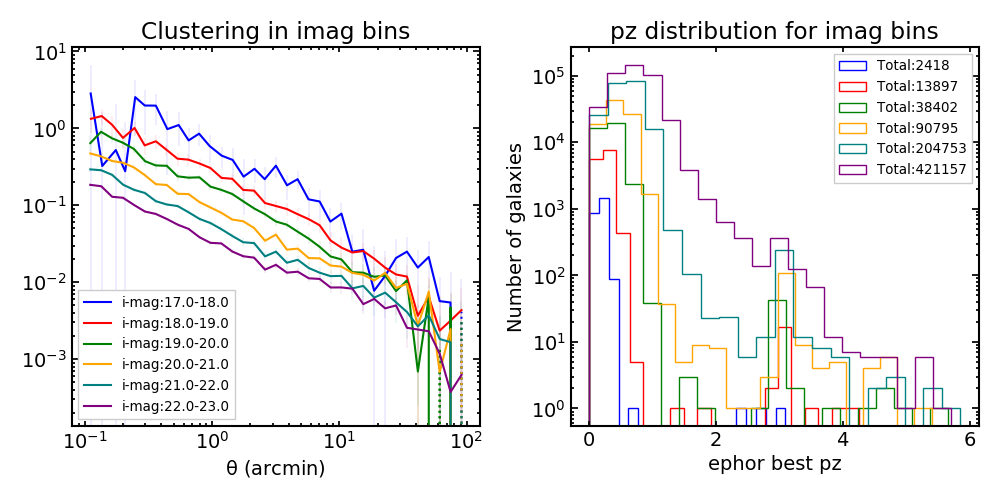 Clustering in imag bins
10^1
10^0
10^-1
10^-2
10^-3
i-mag:17.0-18.0
i-mag:18.0-19.0
i-mag:19.0-20.0
i-mag:20.0-21.0
i-mag:21.0-22.0
i-mag:22.0-23.0
10^-1 10^0 10^1 10^2
θ (arcmin)
pz distribution for imag bins
Number of galaxies
10^5
10^4
10^3
10^2
10^1
10^0
Total:2418
Total:13897
Total:38402
Total:90795
Total:204753
Total:421157
0 2 4 6
ephor best pz